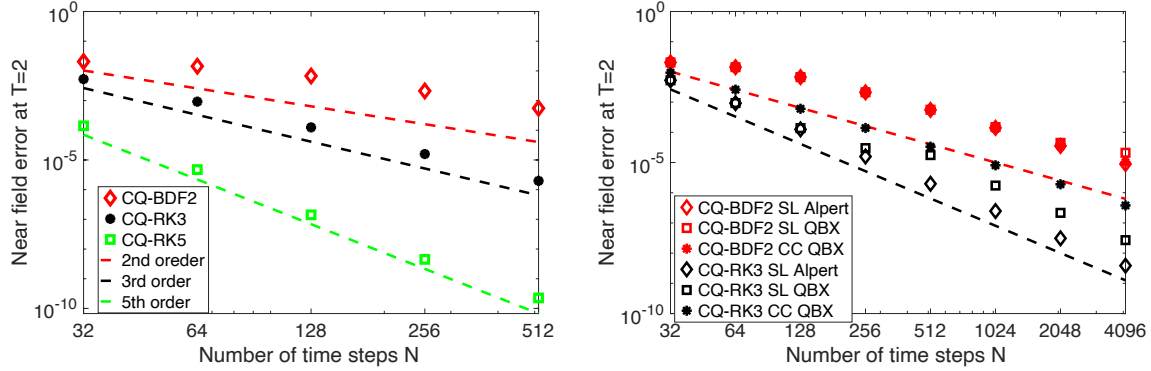 10^0
10^-5
10^-10
Near field error at T=2
32 64 128 256 512
Number of time steps N
CQ-BDF2
CQ-RK3
CQ-RK5
2nd oreder
3rd order
5th order
10^0
10^-5
10^-10
Near field error at T=2
32 64 128 256 512 1024 2048 4096
Number of time steps N
CQ-BDF2 SL Alpert
CQ-BDF2 SL QBX
CQ-BDF2 CC QBX
CQ-RK3 SL Alpert
CQ-RK3 SL QBX
CQ-RK3 CC QBX